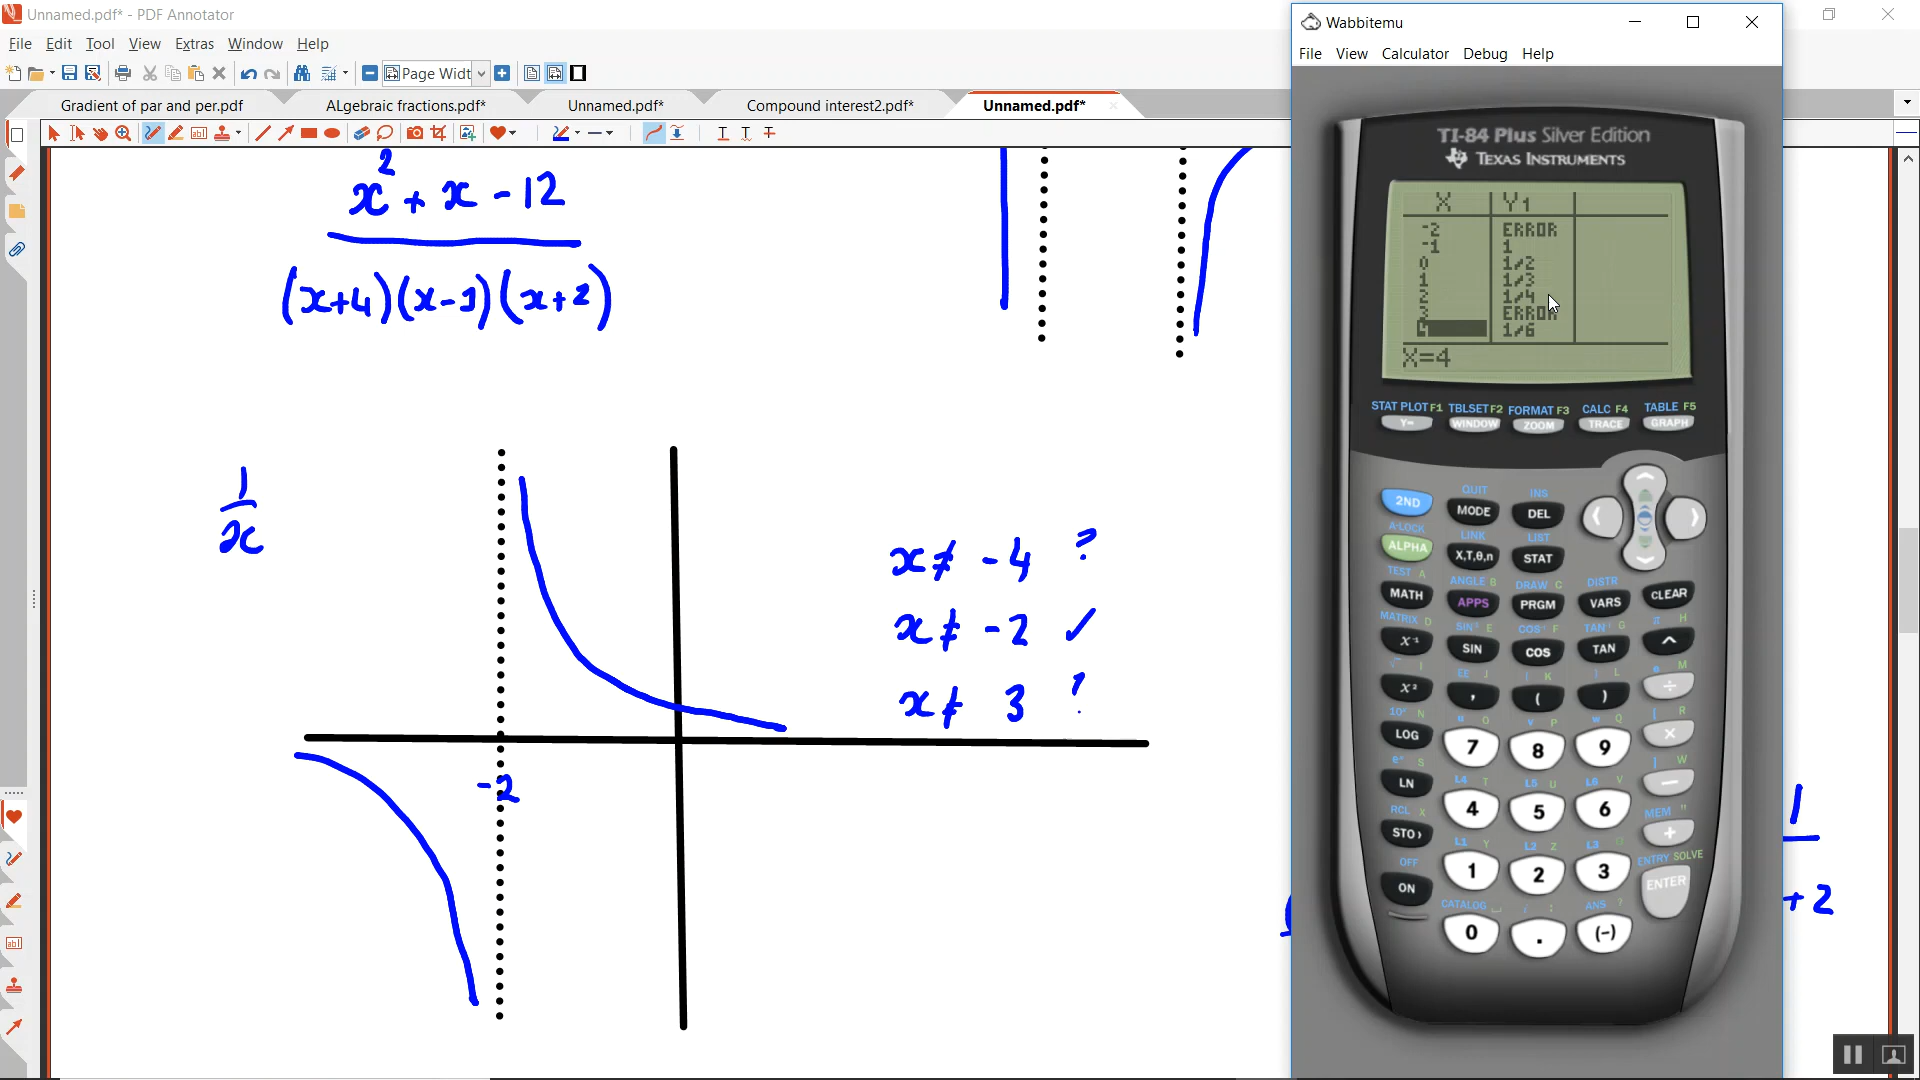 Unnamed.pdf* - PDF Annotator
File Edit Tool View Extras Window Help
Page Widt
Gradient of par and per.pdf
ALgebraic fractions.pdf*
Unnamed.pdf*
Compound interest2.pdf*
Unnamed.pdf*
x² + x - 12
(x+4)(x-3)(x+2)
1
x
-2
x ≠ -4 ?
x ≠ -2 ✓
x ≠ 3 ?
1
+ 2
Wabbitemu
File View Calculator Debug Help
TI-84 Plus Silver Edition
TEXAS INSTRUMENTS
X Y1
-2 ERROR
-1 1
0 1/2
1 1/3
2 1/4
3 ERROR
4 1/6
X=4
STAT PLOT F1 TBLSET F2 FORMAT F3 CALC F4 TABLE F5
Y= WINDOW ZOOM TRACE GRAPH
QUIT INS
2ND MODE DEL
A-LOCK LINK LIST
ALPHA X,T,θ,n STAT
TEST A ANGLE B DRAW C DISTR
MATH APPS PRGM VARS CLEAR
MATRIX D SIN⁻¹ E COS⁻¹ F TAN⁻¹ G π H
X⁻¹ SIN COS TAN ^
√ I EE J { K } L e M
X² , ( ) ÷
10ˣ N u O v P w Q [ R
LOG 7 8 9 ×
eˣ S L4 T L5 U L6 V ] W
LN 4 5 6 −
RCL X L1 Y L2 Z L3 MEM "
STO› 1 2 3 +
OFF CATALOG i : ANS ? ENTRY SOLVE
ON 0 . (-) ENTER